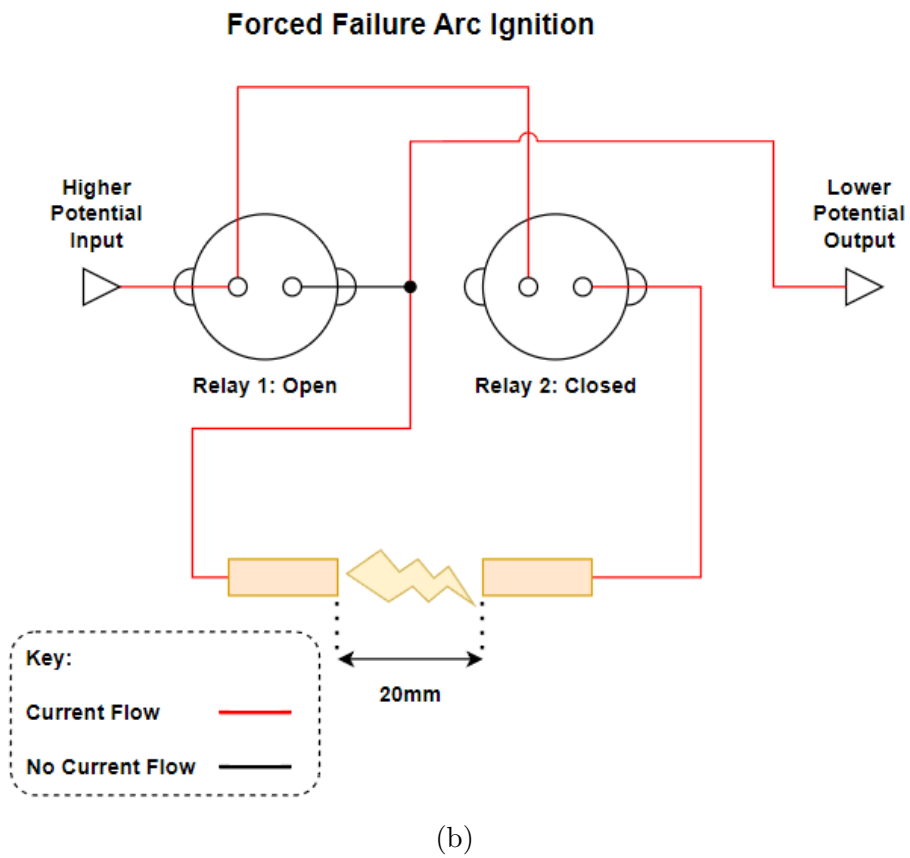 Forced Failure Arc Ignition
Higher
Potential
Input
Lower
Potential
Output
Relay 1: Open
Relay 2: Closed
20mm
Key:
Current Flow
No Current Flow
(b)